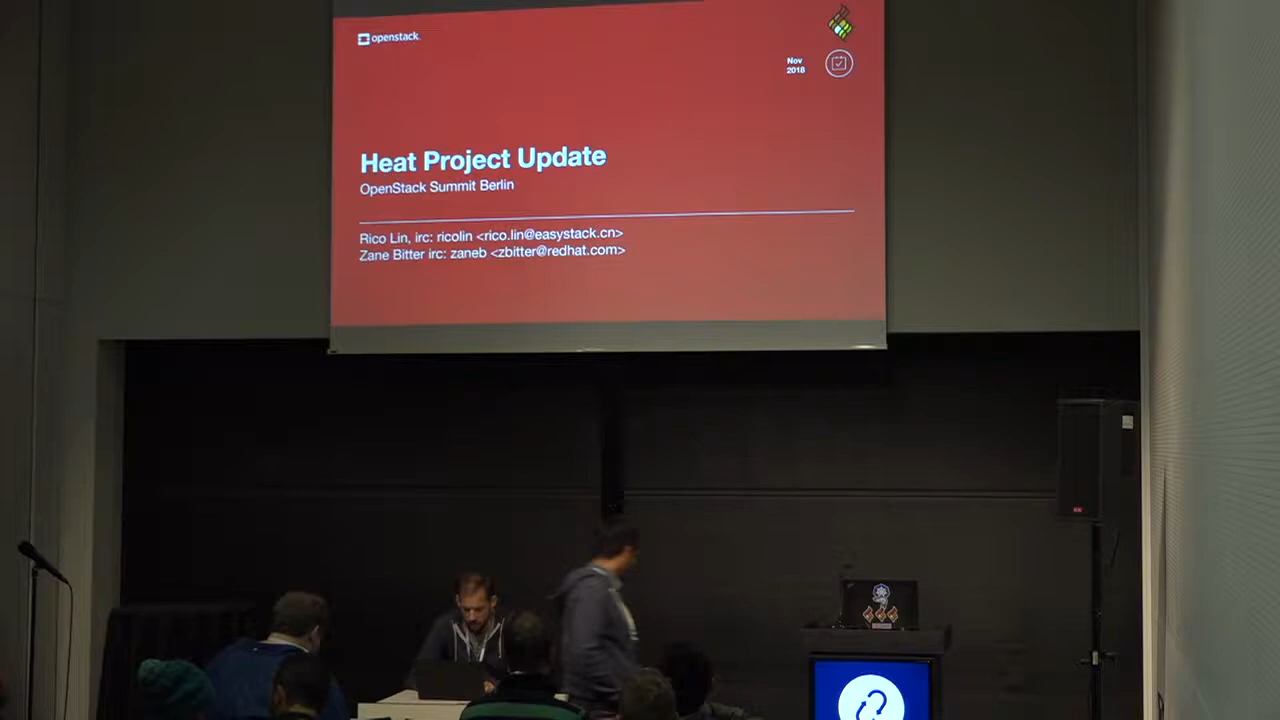 openstack.
Nov
2018
Heat Project Update
OpenStack Summit Berlin
Rico Lin, irc: ricolin <rico.lin@easystack.cn>
Zane Bitter irc: zaneb <zbitter@redhat.com>